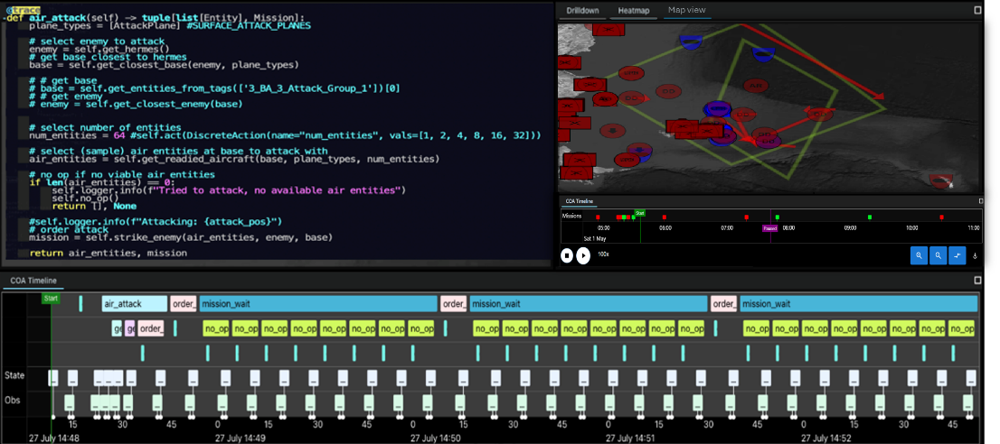 @trace
def air_attack(self) -> tuple[list[Entity], Mission]:
plane_types = [AttackPlane] #SURFACE_ATTACK_PLANES
# select enemy to attack
enemy = self.get_hermes()
# get base closest to hermes
base = self.get_closest_base(enemy, plane_types)
# # get base
# base = self.get_entities_from_tags(['3_BA_3_Attack_Group_1'])[0]
# # get enemy
# enemy = self.get_closest_enemy(base)
# select number of entities
num_entities = 64 #self.act(DiscreteAction(name="num_entities", vals=[1, 2, 4, 8, 16, 32]))
# select (sample) air entities at base to attack with
air_entities = self.get_readied_aircraft(base, plane_types, num_entities)
# no op if no viable air entities
if len(air_entities) == 0:
self.logger.info(f"Tried to attack, no available air entities")
self.no_op()
return [], None
#self.logger.info(f"Attacking: {attack_pos}")
# order attack
mission = self.strike_enemy(air_entities, enemy, base)
return air_entities, mission
Drilldown Heatmap Map view
COA Timeline
Start
Missions
Paused
05:00 06:00 07:00 08:00 09:00 10:00 11:00
Sat 1 May
100x
COA Timeline
Start
air_attack order_ mission_wait order_ mission_wait order_ mission_wait
ge ge order_ no_op no_op no_op no_op no_op no_op no_op no_op no_op no_op no_op no_op no_op no_op no_op no_op no_op no_op no_op no_op no_op no_op no_op no_op
State
Obs
15 30 45 0 15 30 45 0 15 30 45 0 15 30 45 0 15 30 45
27 July 14:48 27 July 14:49 27 July 14:50 27 July 14:51 27 July 14:52